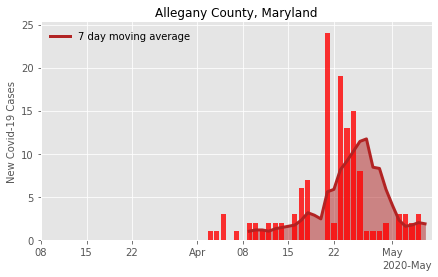 Allegany County, Maryland
7 day moving average
New Covid-19 Cases
25
20
15
10
5
0
08 15 22 Apr 08 15 22 May
2020-May